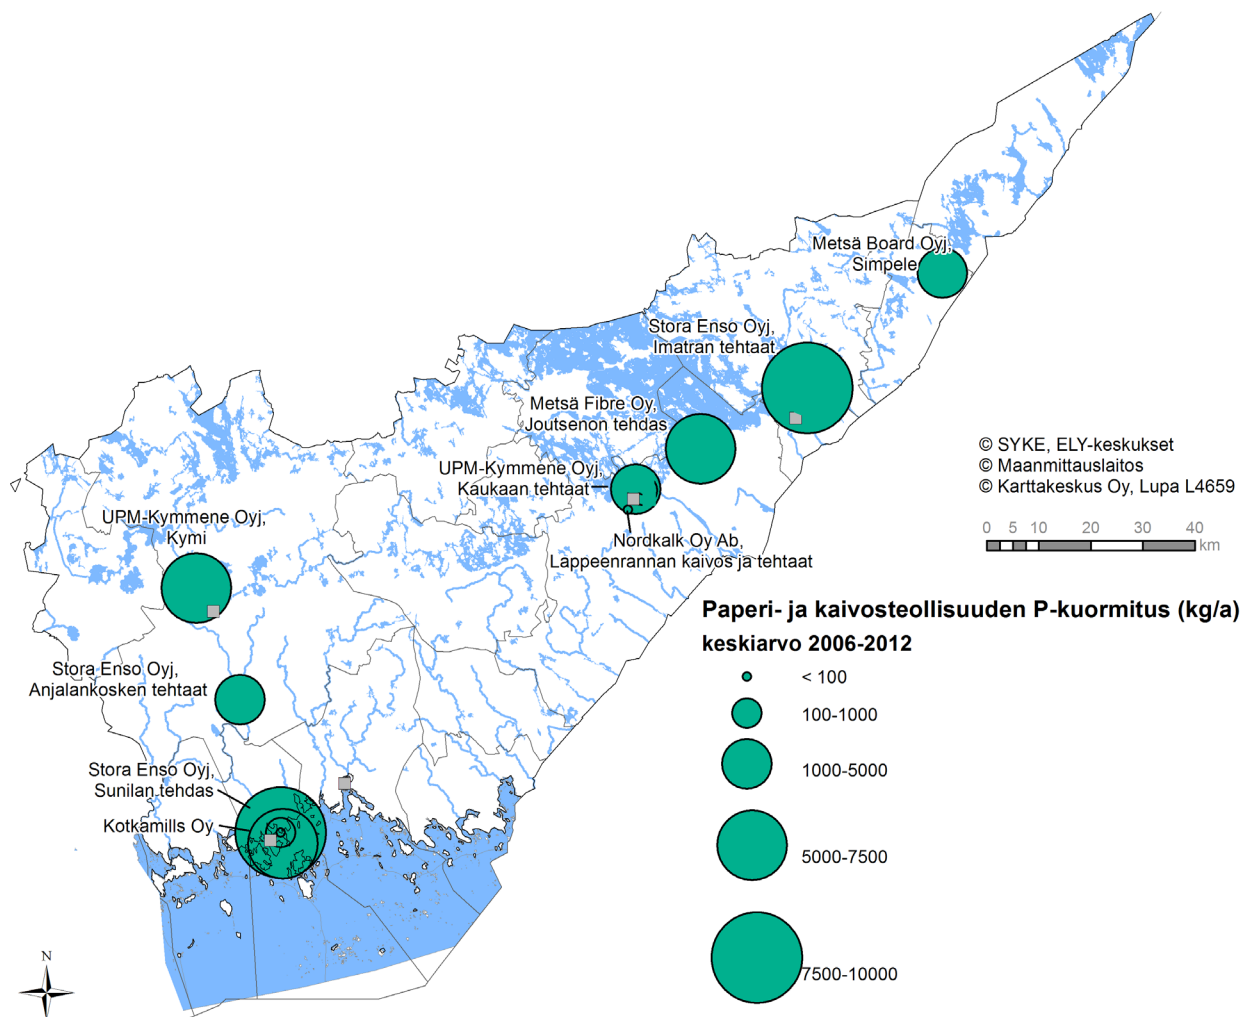 Metsä Board Oyj,
Simpele
Stora Enso Oyj,
Imatran tehtaat
Metsä Fibre Oy,
Joutsenon tehdas
UPM-Kymmene Oyj,
Kaukaan tehtaat
Nordkalk Oy Ab,
Lappeenrannan kaivos ja tehtaat
UPM-Kymmene Oyj,
Kymi
Stora Enso Oyj,
Anjalankosken tehtaat
Stora Enso Oyj,
Sunilan tehdas
Kotkamills Oy
© SYKE, ELY-keskukset
© Maanmittauslaitos
© Karttakeskus Oy, Lupa L4659
0 5 10 20 30 40
km
Paperi- ja kaivosteollisuuden P-kuormitus (kg/a)
keskiarvo 2006-2012
< 100
100-1000
1000-5000
5000-7500
7500-10000
N